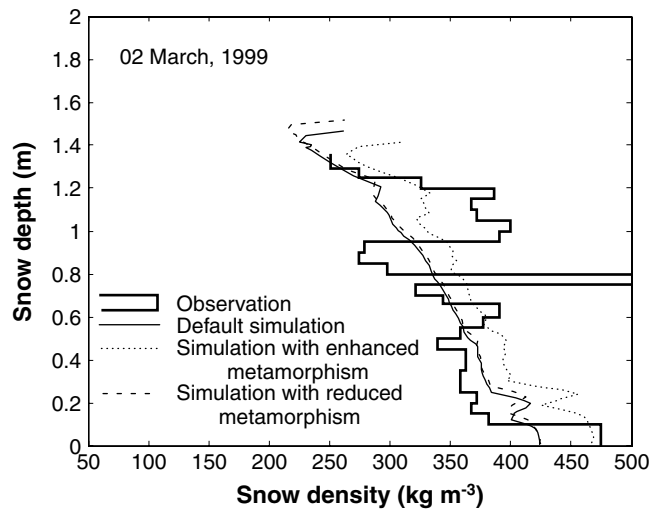 2
1.8
1.6
1.4
1.2
1
0.8
0.6
0.4
0.2
0
Snow depth (m)
02 March, 1999
Observation
Default simulation
Simulation with enhanced
metamorphism
Simulation with reduced
metamorphism
50 100 150 200 250 300 350 400 450 500
Snow density (kg m⁻³)